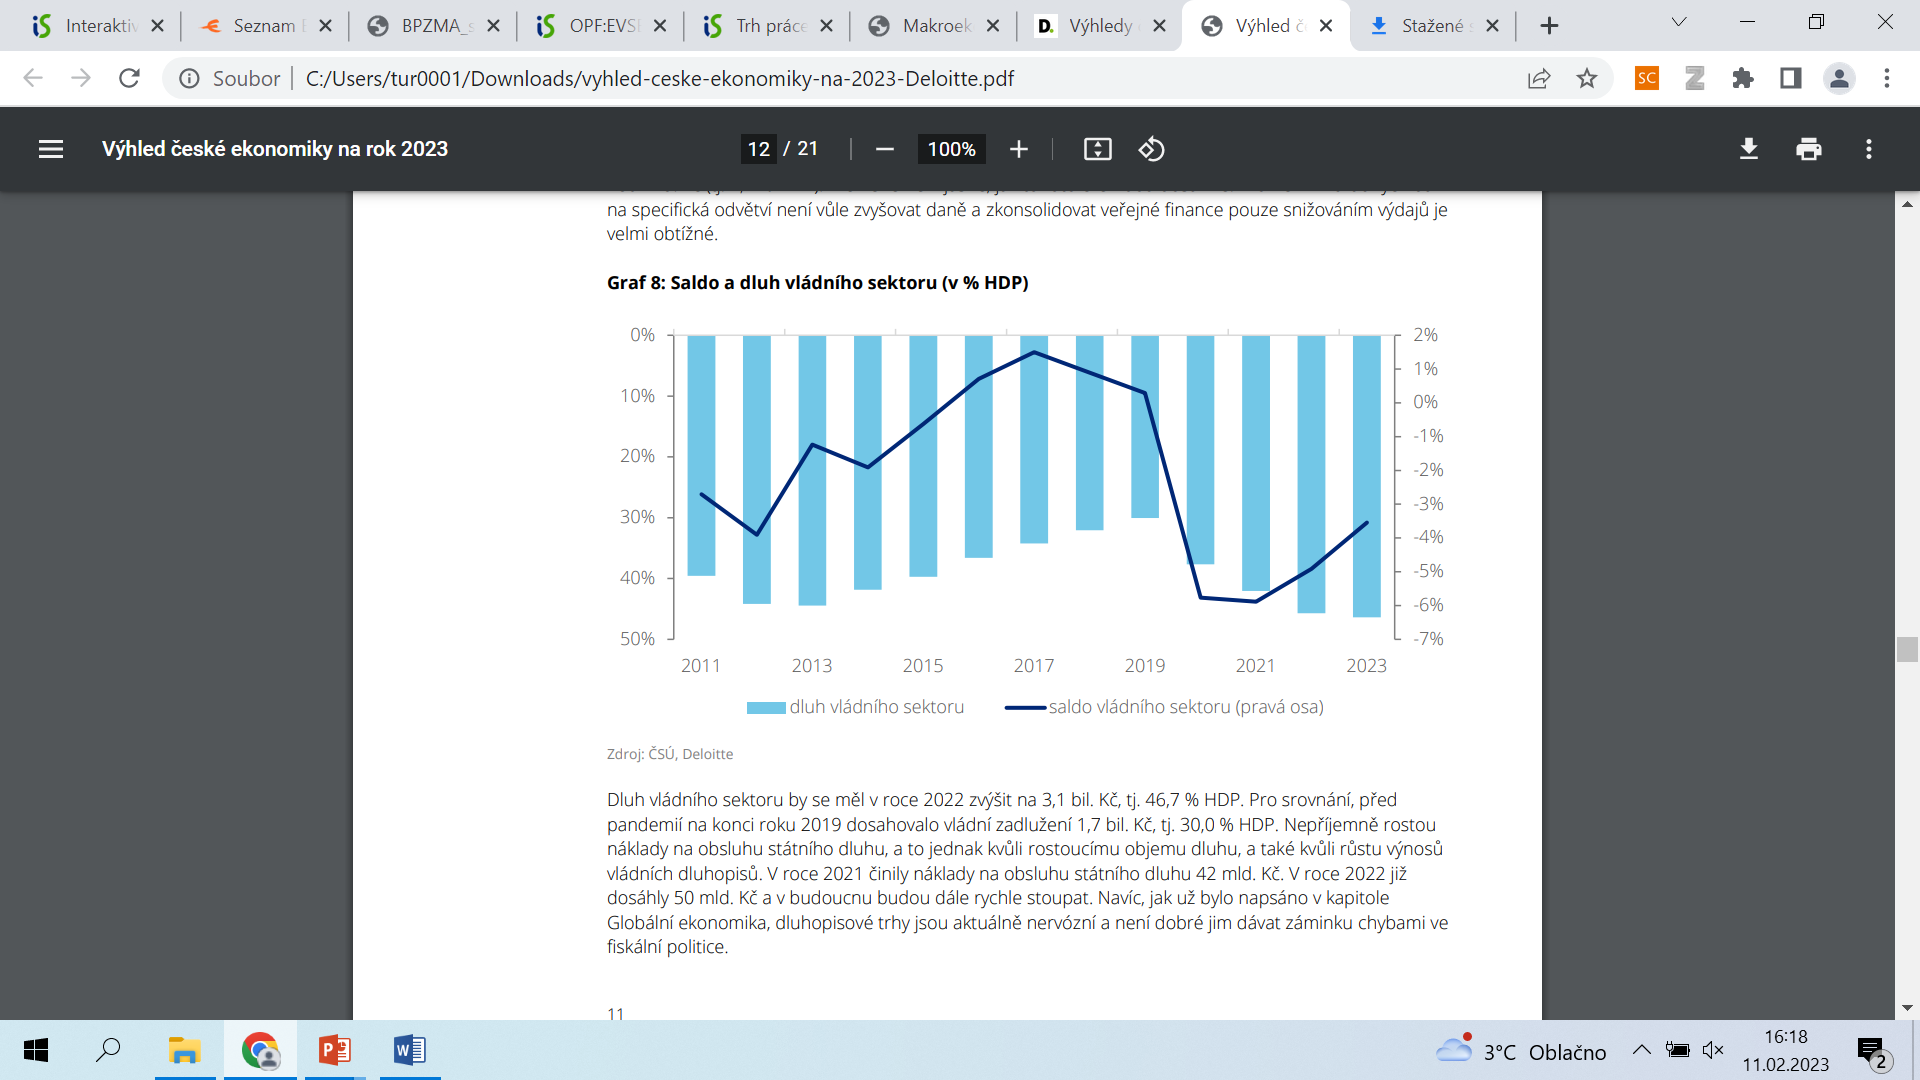 Interaktiv
Seznam
BPZMA_s
OPF:EVS
Trh práce
Makroek
D. Výhledy
Výhled č
Stažené s
Soubor
C:/Users/tur0001/Downloads/vyhled-ceske-ekonomiky-na-2023-Deloitte.pdf
SC
Z
Výhled české ekonomiky na rok 2023
12 / 21
100%
na specifická odvětví není vůle zvyšovat daně a zkonsolidovat veřejné finance pouze snižováním výdajů je
velmi obtížné.
Graf 8: Saldo a dluh vládního sektoru (v % HDP)
0% 2%
1%
10% 0%
-1%
20% -2%
-3%
30% -4%
40% -5%
-6%
50% -7%
2011 2013 2015 2017 2019 2021 2023
dluh vládního sektoru saldo vládního sektoru (pravá osa)
Zdroj: ČSÚ, Deloitte
Dluh vládního sektoru by se měl v roce 2022 zvýšit na 3,1 bil. Kč, tj. 46,7 % HDP. Pro srovnání, před
pandemií na konci roku 2019 dosahovalo vládní zadlužení 1,7 bil. Kč, tj. 30,0 % HDP. Nepříjemně rostou
náklady na obsluhu státního dluhu, a to jednak kvůli rostoucímu objemu dluhu, a také kvůli růstu výnosů
vládních dluhopisů. V roce 2021 činily náklady na obsluhu státního dluhu 42 mld. Kč. V roce 2022 již
dosáhly 50 mld. Kč a v budoucnu budou dále rychle stoupat. Navíc, jak už bylo napsáno v kapitole
Globální ekonomika, dluhopisové trhy jsou aktuálně nervózní a není dobré jim dávat záminku chybami ve
fiskální politice.
11
3°C Oblačno
16:18
11.02.2023
2